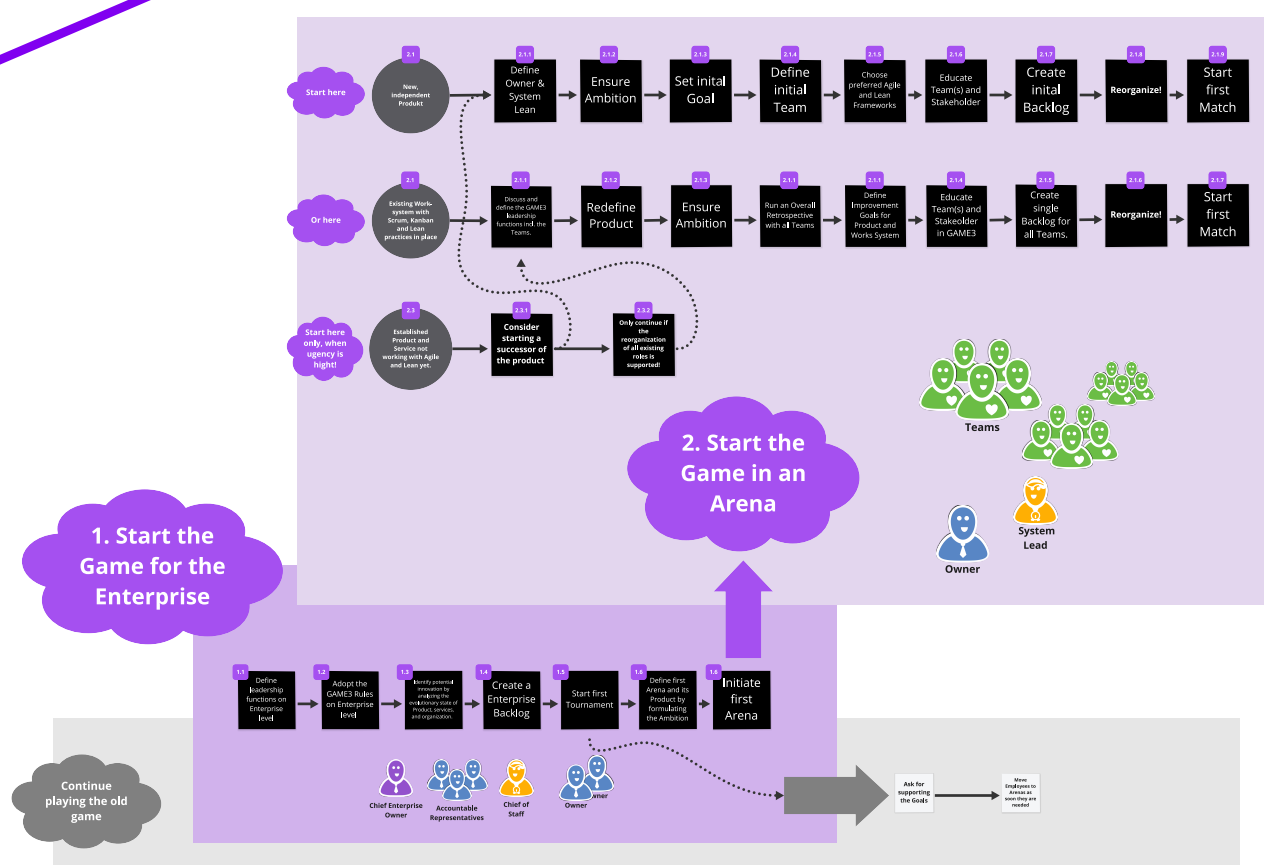 2.1
2.1.1
2.1.2
2.1.3
2.1.4
2.1.5
2.1.6
2.1.7
2.1.8
2.1.9
Start here
New,
independent
Produkt
Define
Owner &
System
Lean
Ensure
Ambition
Set inital
Goal
Define
initial
Team
Choose
preferred Agile
and Lean
Frameworks
Educate
Team(s) and
Stakeholder
Create
inital
Backlog
Reorganize!
Start
first
Match
2.1
2.1.1
2.1.2
2.1.3
2.1.1
2.1.1
2.1.4
2.1.5
2.1.6
2.1.7
Or here
Existing Work-
system with
Scrum, Kanban
and Lean
practices in place
Discuss and
define the GAME3
leadership
functions incl. the
Teams.
Redefine
Product
Ensure
Ambition
Run an Overall
Retrospective
with all Teams
Define
Improvement
Goals for
Product and
Works System
Educate
Team(s) and
Stakeolder
in GAME3
Create
single
Backlog for
all Teams.
Reorganize!
Start
first
Match
2.3
2.3.1
2.3.2
Start here
only, when
ugency is
hight!
Established
Product and
Service not
working with Agile
and Lean yet.
Consider
starting a
successor of
the product
Only continue if
the
reorganization
of all existing
roles is
supported!
Teams
System
Lead
Owner
2. Start the
Game in an
Arena
1. Start the
Game for the
Enterprise
1.1
1.2
1.3
1.4
1.5
1.6
1.6
Define
leadership
functions on
Enterprise
level
Adopt the
GAME3 Rules
on Enterprise
level
Identify potential
innovation by
analyzing the
evolutionary state of
Product, services,
and organization.
Create a
Enterprise
Backlog
Start first
Tournament
Define first
Arena and its
Product by
formulating
the Ambition
Initiate
first
Arena
Chief Enterprise
Owner
Accountable
Representatives
Chief of
Staff
Owner
wner
Continue
playing the old
game
Ask for
supporting
the Goals
Move
Employees to
Arenas as
soon they are
needed